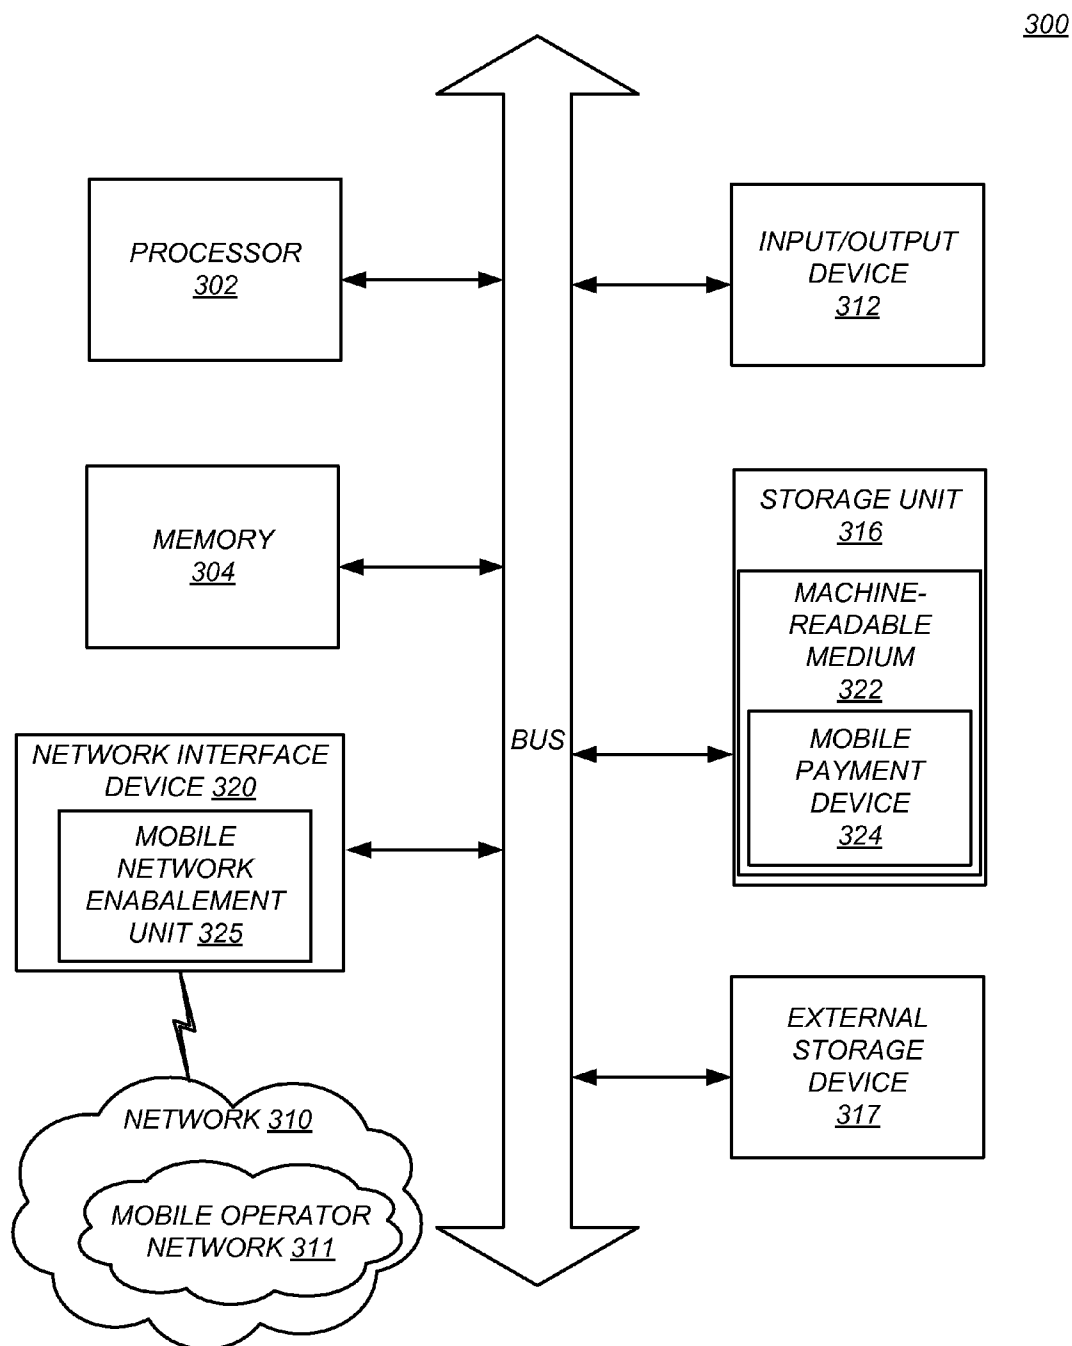 300
PROCESSOR
302
INPUT/OUTPUT
DEVICE
312
MEMORY
304
STORAGE UNIT
316
MACHINE-
READABLE
MEDIUM
322
MOBILE
PAYMENT
DEVICE
324
BUS
NETWORK INTERFACE
DEVICE 320
MOBILE
NETWORK
ENABALEMENT
UNIT 325
EXTERNAL
STORAGE
DEVICE
317
NETWORK 310
MOBILE OPERATOR
NETWORK 311